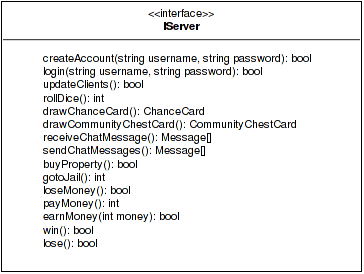 <<interface>>
IServer
createAccount(string username, string password): bool
login(string username, string password): bool
updateClients(): bool
rollDice(): int
drawChanceCard(): ChanceCard
drawCommunityChestCard(): CommunityChestCard
receiveChatMessage(): Message[]
sendChatMessages(): Message[]
buyProperty(): bool
gotoJail(): int
loseMoney(): bool
payMoney(): int
earnMoney(int money): bool
win(): bool
lose(): bool